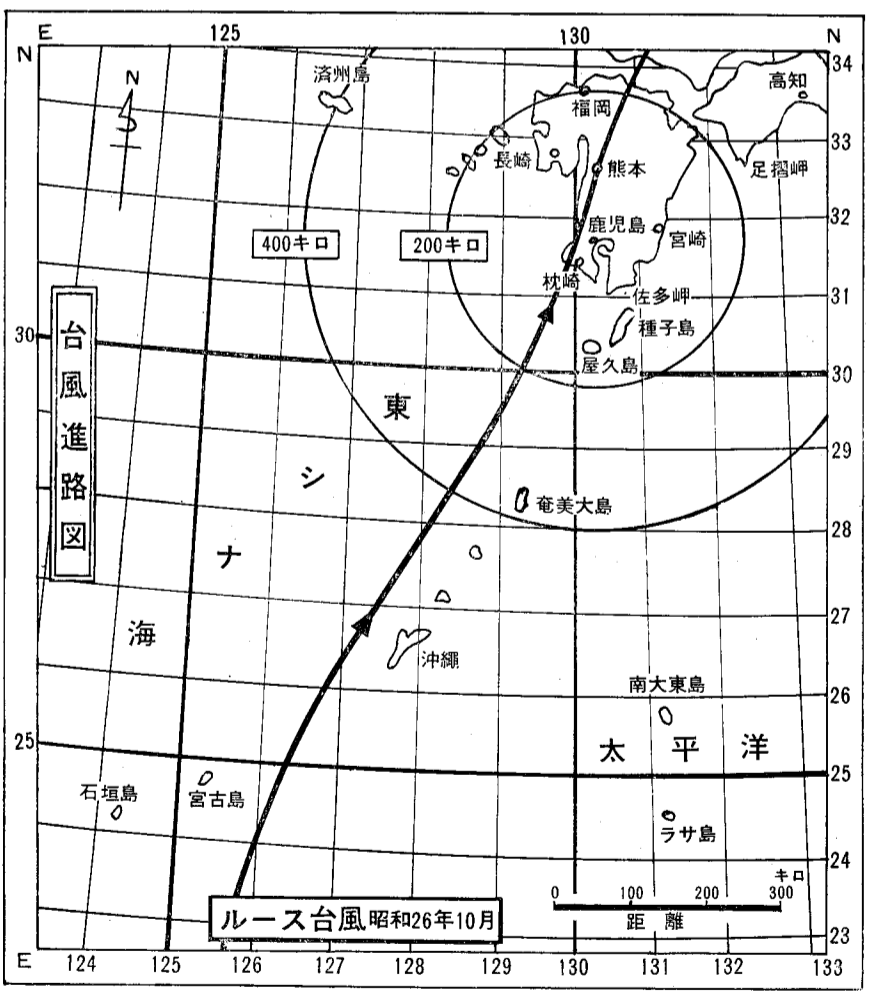 E
125
130
N
N
34
N
済州島
福岡
高知
33
長崎
熊本
足摺岬
32
鹿児島
宮崎
400キロ
200キロ
枕崎
31
佐多岬
種子島
屋久島
30
30
台風進路図
東シナ海
29
奄美大島
28
27
沖縄
26
南大東島
25
太平洋
25
石垣島
宮古島
ラサ島
24
キロ
0 100 200 300
距離
ルース台風 昭和26年10月
23
E
124 125 126 127 128 129 130 131 132 133